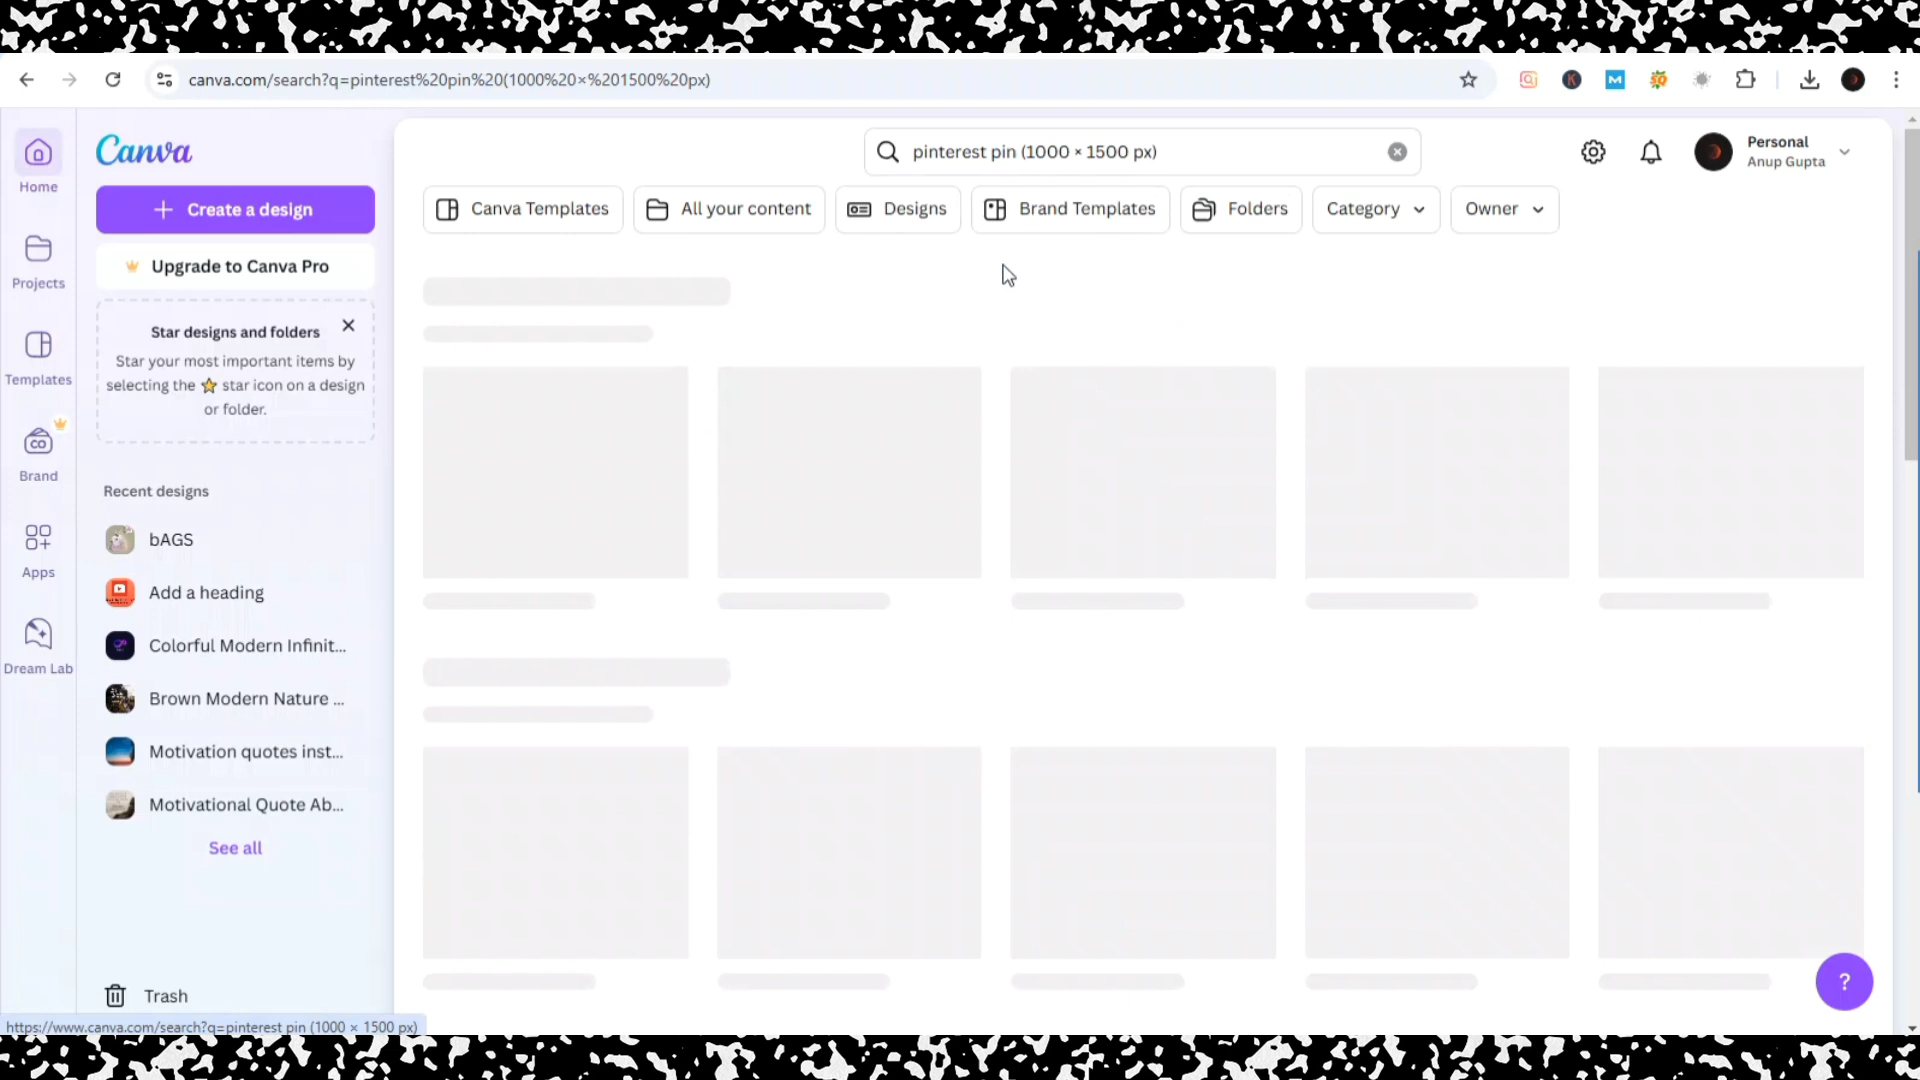 canva.com/search?q=pinterest%20pin%20(1000%20×%201500%20px)
Canva
pinterest pin (1000 × 1500 px)
Personal
Anup Gupta
Home
Create a design
Canva Templates
All your content
Designs
Brand Templates
Folders
Category
Owner
Upgrade to Canva Pro
Projects
Star designs and folders
Star your most important items by
selecting the ⭐ star icon on a design
or folder.
Templates
CO
Brand
Recent designs
bAGS
Apps
Add a heading
Colorful Modern Infinit...
Dream Lab
Brown Modern Nature ...
Motivation quotes inst...
Motivational Quote Ab...
See all
Trash
?
https://www.canva.com/search?q=pinterest pin (1000 × 1500 px)